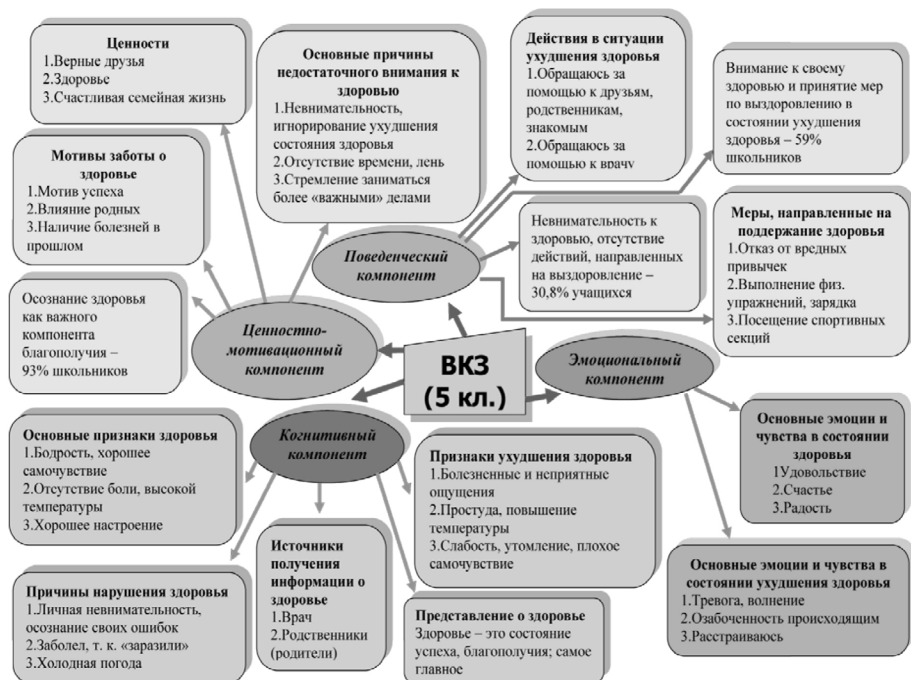 Ценности
1.Верные друзья
2.Здоровье
3.Счастливая семейная жизнь
Основные причины
недостаточного внимания к
здоровью
1.Невнимательность,
игнорирование ухудшения
состояния здоровья
2.Отсутствие времени, лень
3.Стремление заниматься
более «важными» делами
Действия в ситуации
ухудшения здоровья
1.Обращаюсь за
помощью к друзьям,
родственникам,
знакомым
2.Обращаюсь за
помощью к врачу
Внимание к своему
здоровью и принятие мер
по выздоровлению в
состоянии ухудшения
здоровья – 59%
школьников
Мотивы заботы о
здоровье
1.Мотив успеха
2.Влияние родных
3.Наличие болезней в
прошлом
Поведенческий
компонент
Невнимательность к
здоровью, отсутствие
действий, направленных
на выздоровление –
30,8% учащихся
Меры, направленные на
поддержание здоровья
1.Отказ от вредных
привычек
2.Выполнение физ.
упражнений, зарядка
3.Посещение спортивных
секций
Осознание здоровья
как важного
компонента
благополучия –
93% школьников
Ценностно-
мотивационный
компонент
ВКЗ
(5 кл.)
Эмоциональный
компонент
Основные признаки здоровья
1.Бодрость, хорошее
самочувствие
2.Отсутствие боли, высокой
температуры
3.Хорошее настроение
Когнитивный
компонент
Признаки ухудшения здоровья
1.Болезненные и неприятные
ощущения
2.Простуда, повышение
температуры
3.Слабость, утомление, плохое
самочувствие
Основные эмоции и
чувства в состоянии
здоровья
1Удовольствие
2.Счастье
3.Радость
Причины нарушения здоровья
1.Личная невнимательность,
осознание своих ошибок
2.Заболел, т. к. «заразили»
3.Холодная погода
Источники
получения
информации о
здоровье
1.Врач
2.Родственники
(родители)
Представление о здоровье
Здоровье – это состояние
успеха, благополучия; самое
главное
Основные эмоции и чувства в
состоянии ухудшения здоровья
1.Тревога, волнение
2.Озабоченность происходящим
3.Расстраиваюсь